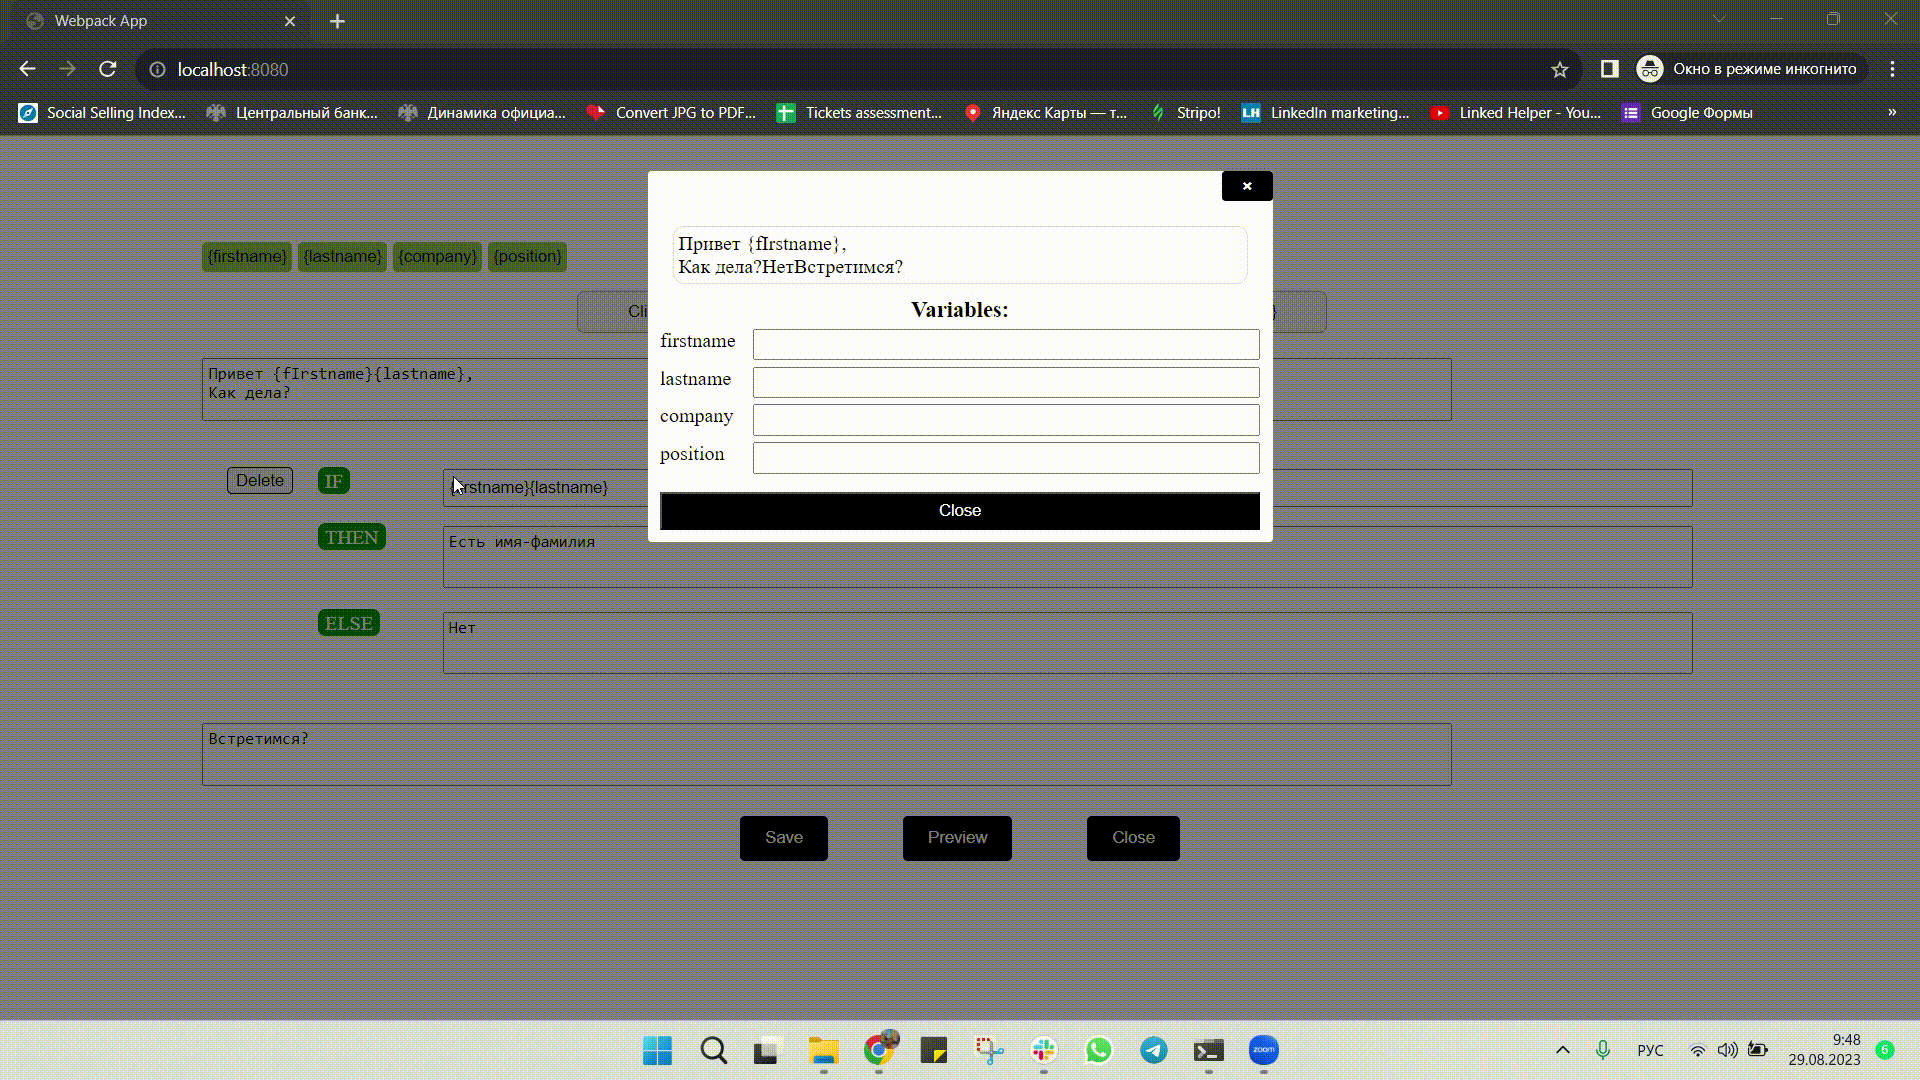 Webpack App
localhost:8080
Окно в режиме инкогнито
Social Selling Index...
Центральный банк...
Динамика официа...
Convert JPG to PDF...
Tickets assessment...
Яндекс Карты — т...
Stripo!
LinkedIn marketing...
Linked Helper - You...
Google Формы
»
{firstname} {lastname} {company} {position}
Cli
}
Привет {fIrstname}{lastname},
Как дела?
Delete
IF
rstname}{lastname}
THEN
Есть имя-фамилия
ELSE
Нет
Встретимся?
Save
Preview
Close
×
Привет {fIrstname},
Как дела?НетВстретимся?
Variables:
firstname
lastname
company
position
Close
LH
zoom
РУС
9:48
29.08.2023
6